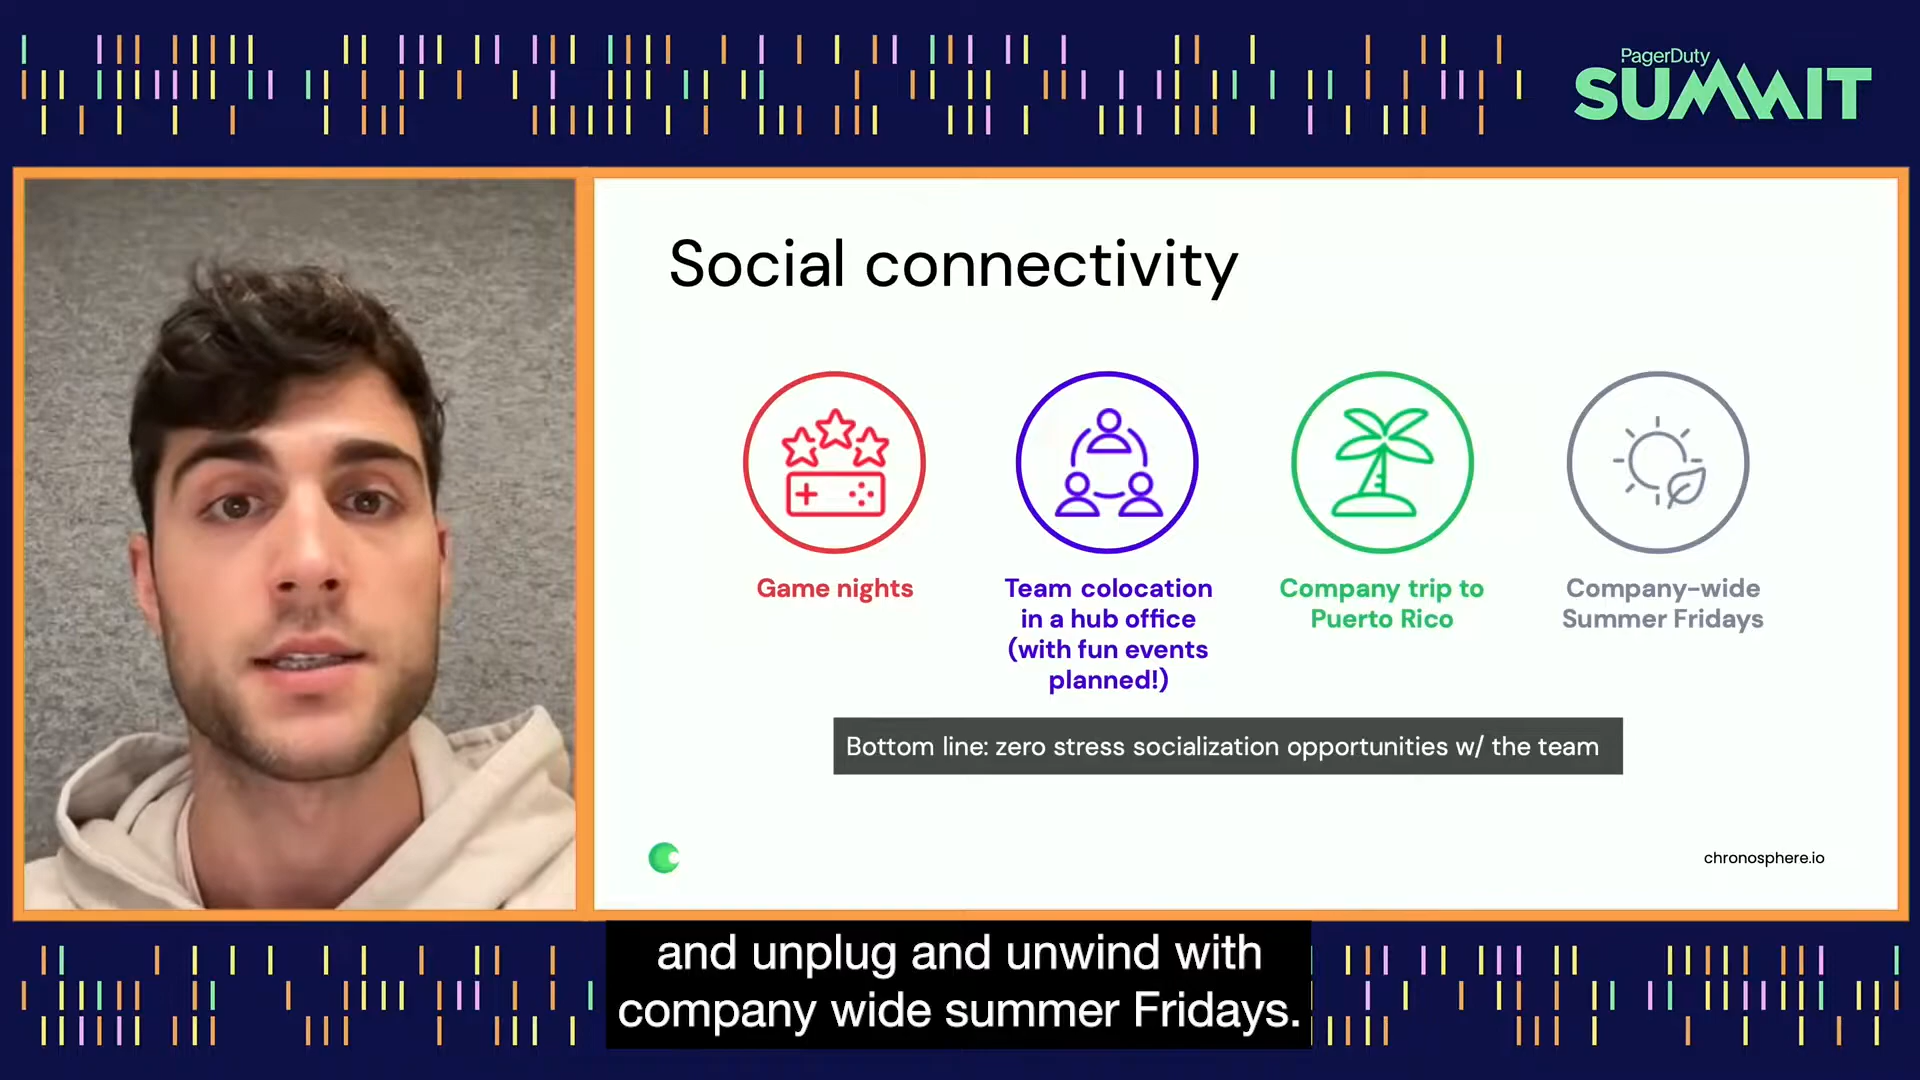 PagerDuty
SUMMIT
Social connectivity
Game nights
Team colocation
in a hub office
(with fun events
planned!)
Company trip to
Puerto Rico
Company-wide
Summer Fridays
Bottom line: zero stress socialization opportunities w/ the team
chronosphere.io
and unplug and unwind with
company wide summer Fridays.